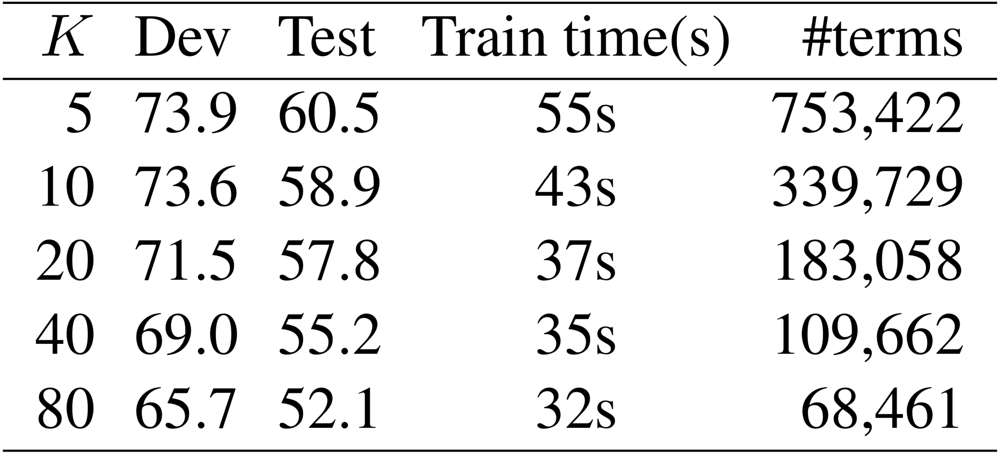 K Dev Test Train time(s) #terms
5 73.9 60.5 55s 753,422
10 73.6 58.9 43s 339,729
20 71.5 57.8 37s 183,058
40 69.0 55.2 35s 109,662
80 65.7 52.1 32s 68,461